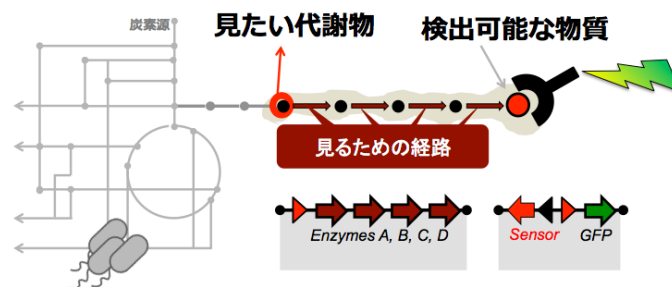 炭素源
見たい代謝物
検出可能な物質
見るための経路
Enzymes A, B, C, D
Sensor
GFP